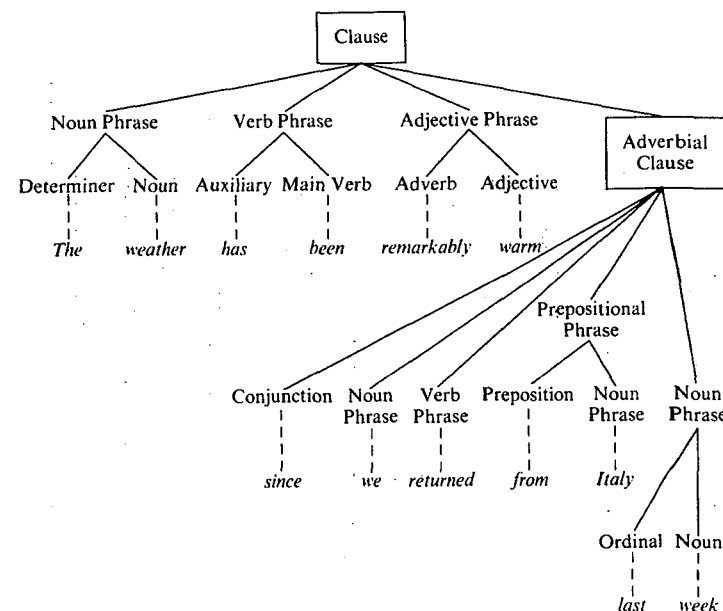 Clause
Noun Phrase Verb Phrase Adjective Phrase
Adverbial
Clause
Determiner Noun Auxiliary Main Verb Adverb Adjective
The weather has been remarkably warm
Prepositional
Phrase
Conjunction Noun Verb Preposition Noun Noun
Phrase Phrase Phrase Phrase
since we returned from Italy
Ordinal Noun
last week